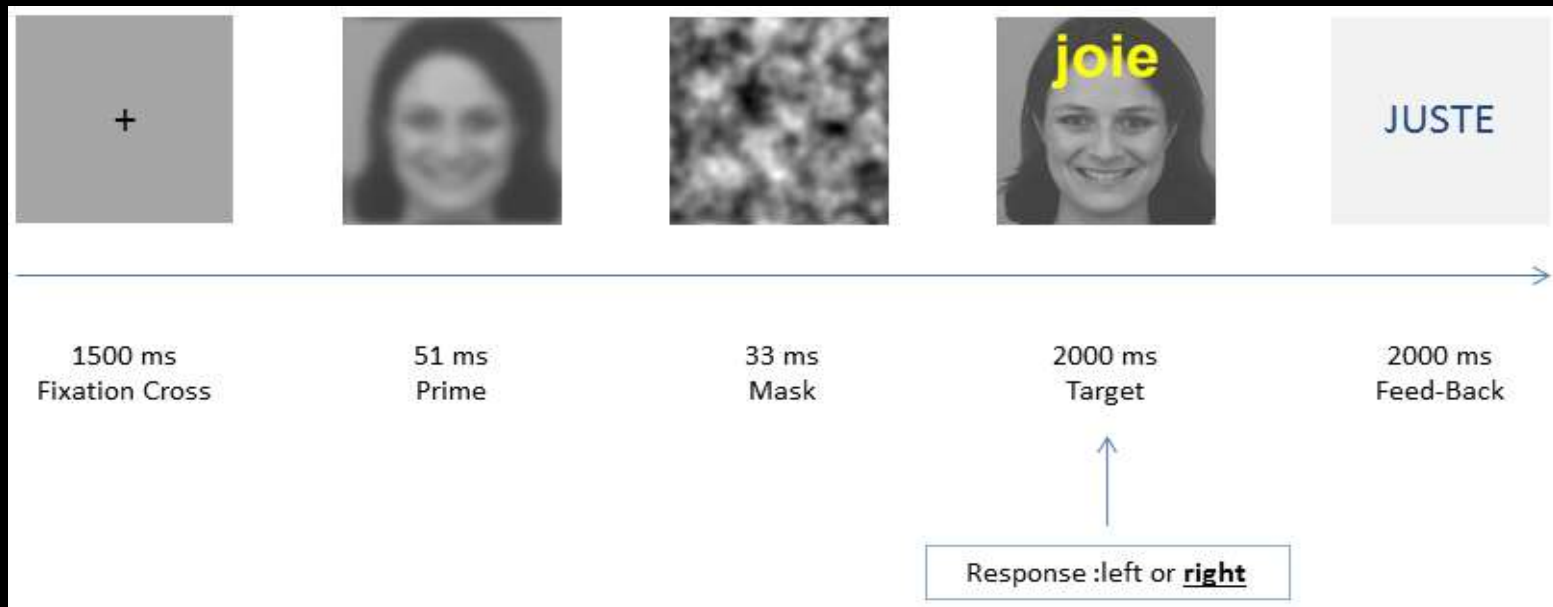 +
joie
JUSTE
1500 ms
Fixation Cross
51 ms
Prime
33 ms
Mask
2000 ms
Target
2000 ms
Feed-Back
Response :left or right